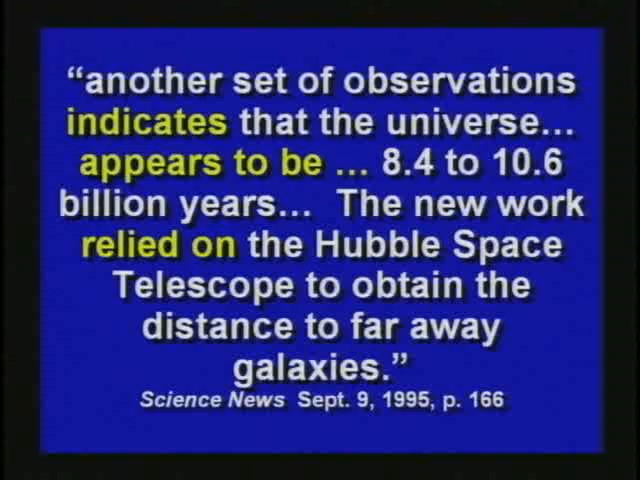 “another set of observations
indicates that the universe...
appears to be ... 8.4 to 10.6
billion years... The new work
relied on the Hubble Space
Telescope to obtain the
distance to far away
galaxies.”
Science News Sept. 9, 1995, p. 166